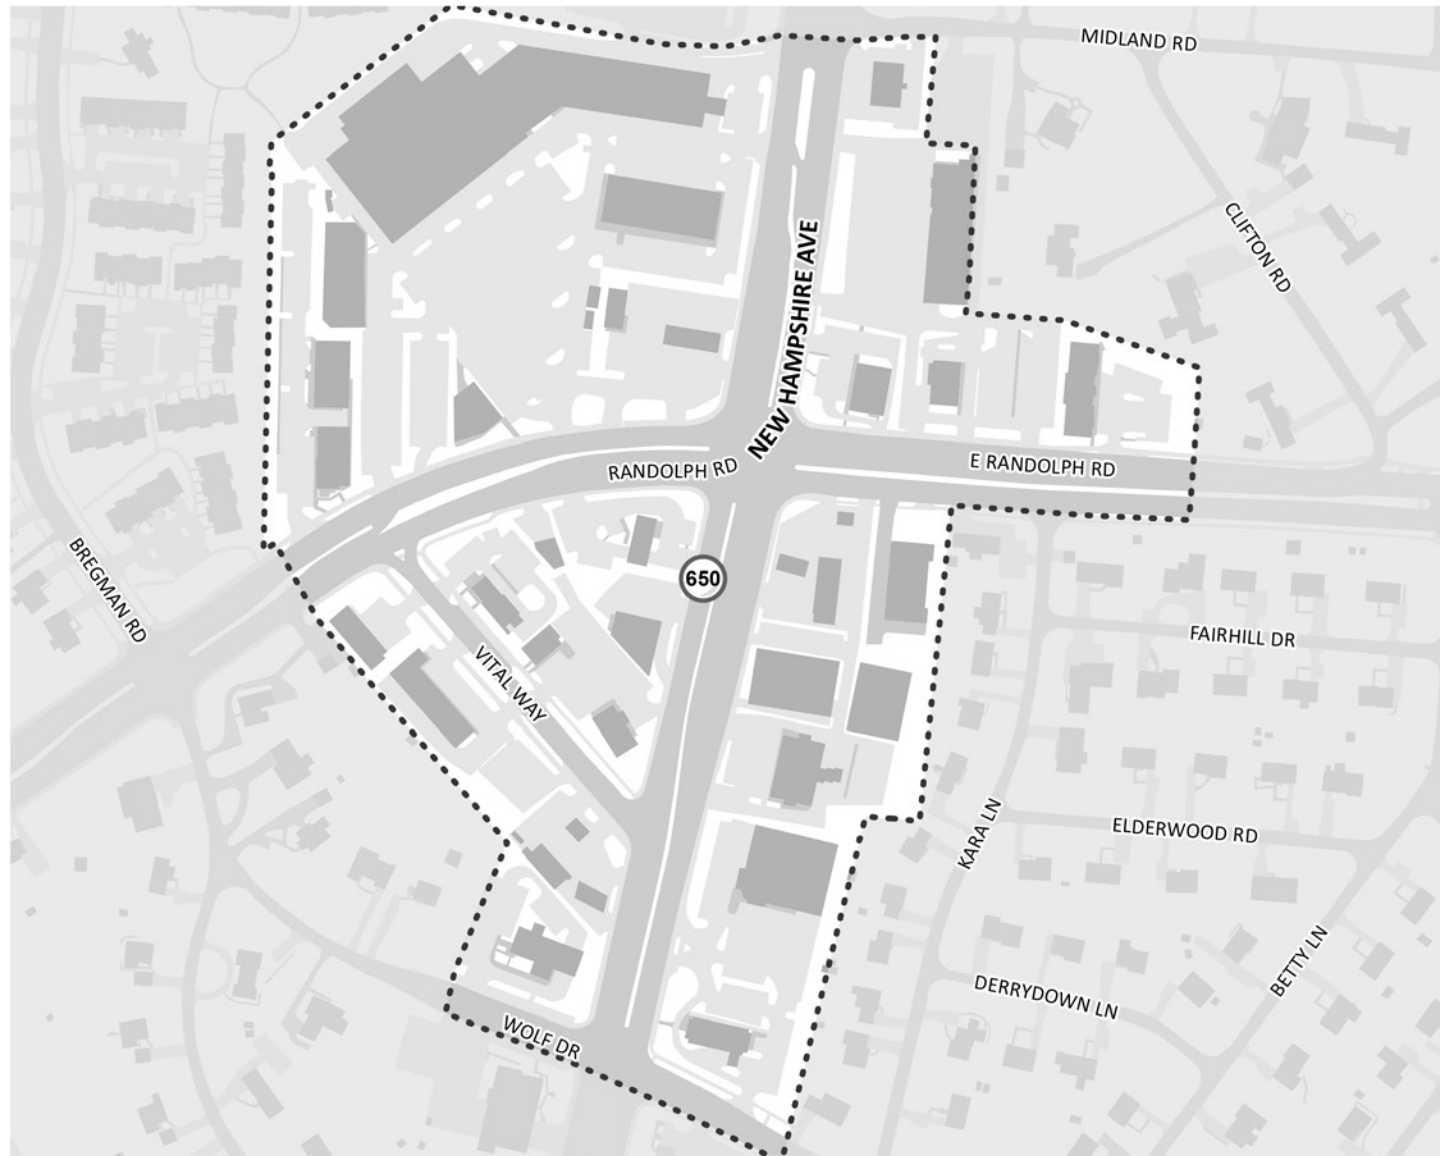 MIDLAND RD
CLIFTON RD
NEW HAMPSHIRE AVE
RANDOLPH RD
E RANDOLPH RD
BREGMAN RD
650
FAIRHILL DR
VITAL WAY
KARA LN
ELDERWOOD RD
BETTY LN
DERRYDOWN LN
WOLF DR